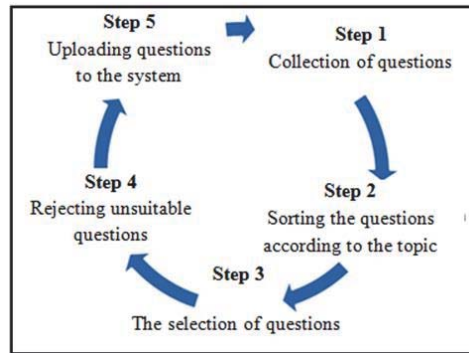 Step 1
Collection of questions
Step 2
Sorting the questions
according to the topic
Step 3
The selection of questions
Step 4
Rejecting unsuitable
questions
Step 5
Uploading questions
to the system